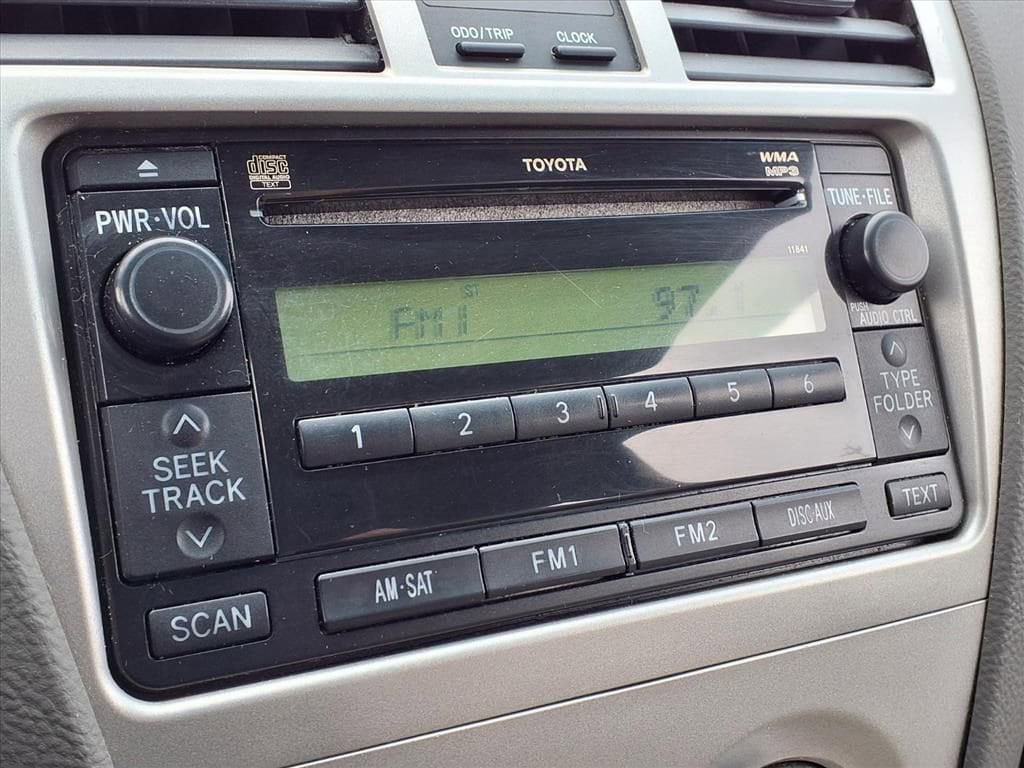 ODO/TRIP CLOCK
COMPACT
disc
DIGITAL AUDIO
TEXT
TOYOTA
WMA
MP3
PWR·VOL
TUNE·FILE
11841
ST
FM1 97.1
PUSH
AUDIO CTRL
TYPE
FOLDER
1 2 3 4 5 6
SEEK
TRACK
TEXT
AM·SAT FM1 FM2 DISC·AUX
SCAN